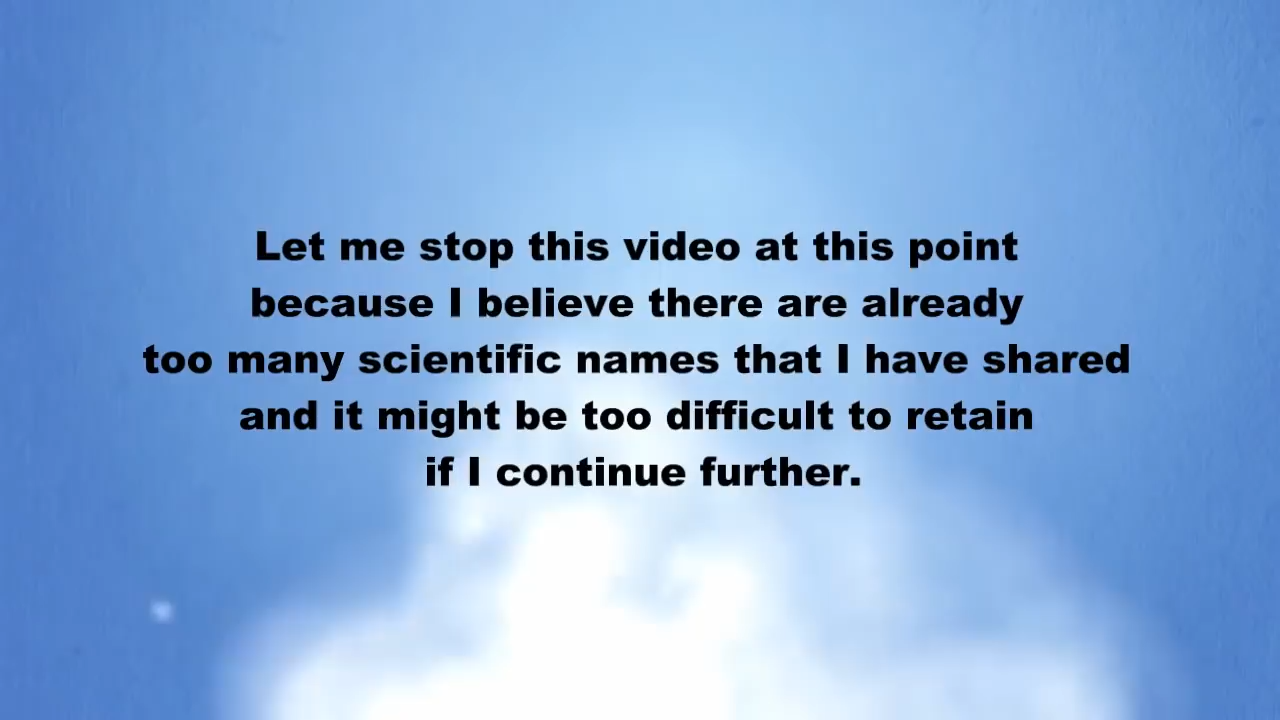 Let me stop this video at this point
because I believe there are already
too many scientific names that I have shared
and it might be too difficult to retain
if I continue further.